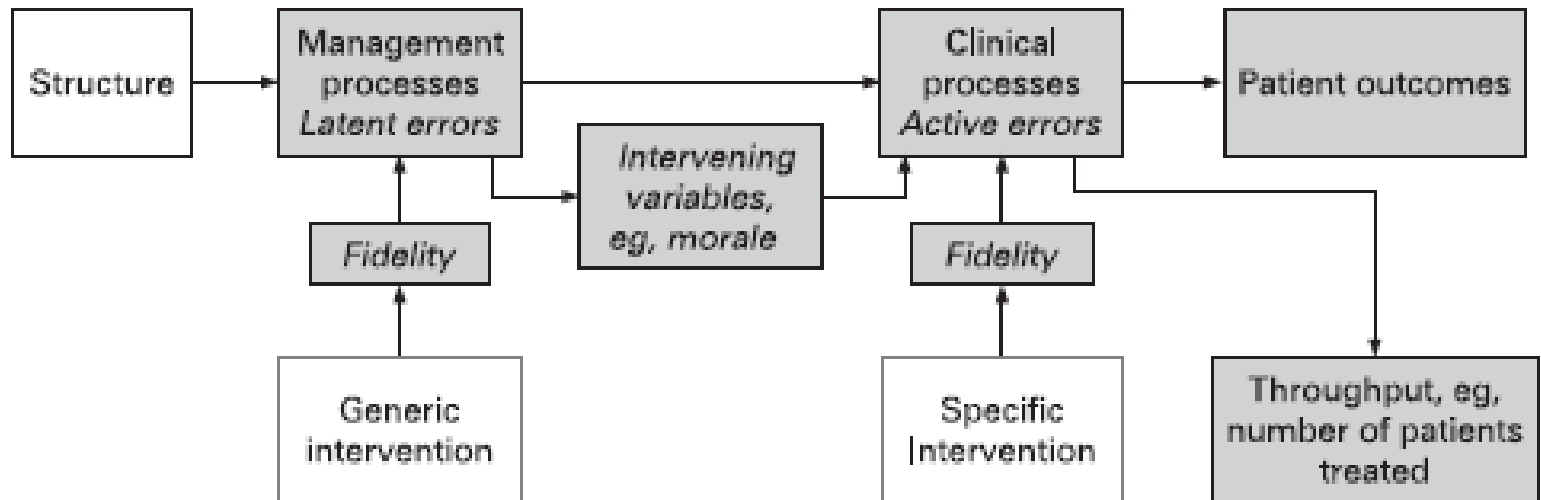 Structure
Management
processes
Latent errors
Clinical
processes
Active errors
Patient outcomes
Intervening
variables,
eg, morale
Fidelity
Fidelity
Generic
intervention
Specific
Intervention
Throughput, eg,
number of patients
treated